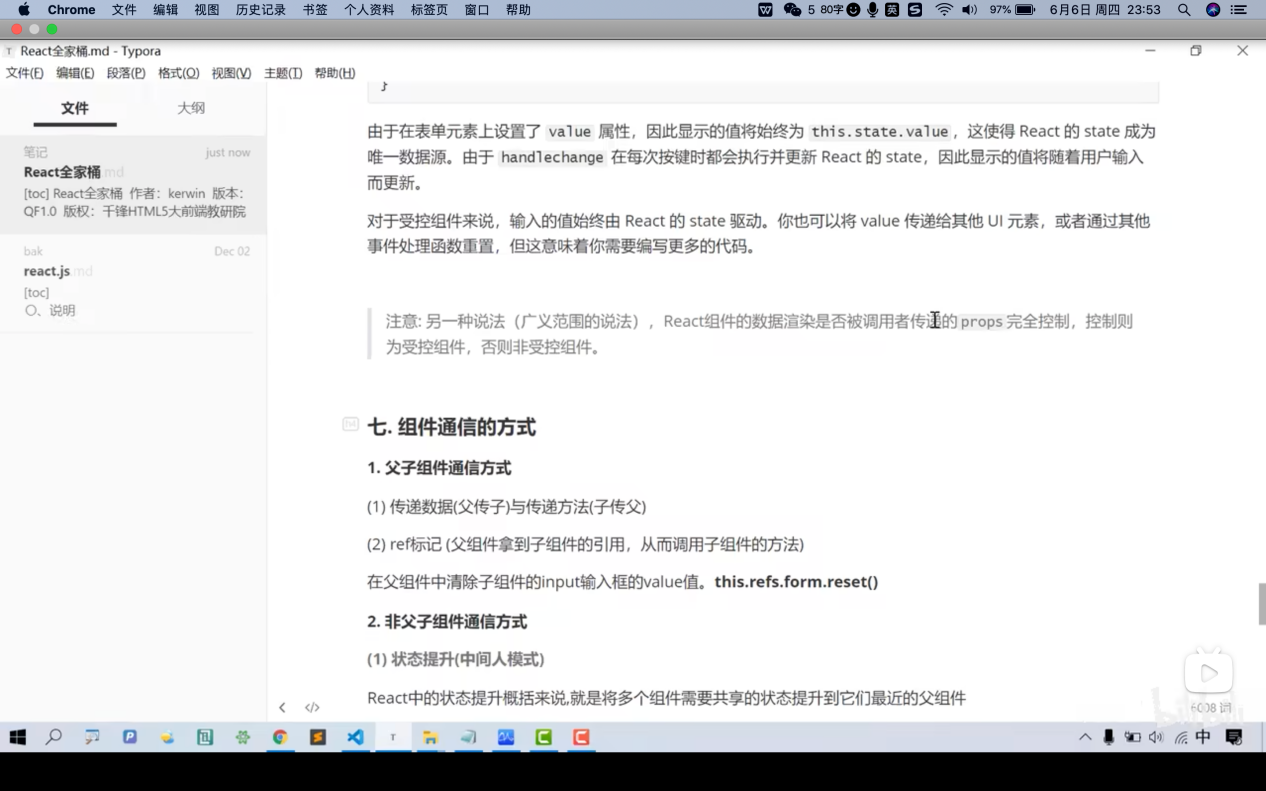 Chrome 文件 编辑 视图 历史记录 书签 个人资料 标签页 窗口 帮助 5 80字 英 97% 6月6日 周四 23:53
React全家桶.md - Typora
文件(F) 编辑(E) 段落(P) 格式(O) 视图(V) 主题(T) 帮助(H)
文件 大纲
笔记 just now
React全家桶.md
[toc] React全家桶 作者：kerwin 版本：
QF1.0 版权：千锋HTML5大前端教研院
bak Dec 02
react.js.md
[toc]
〇、说明
}
由于在表单元素上设置了 value 属性，因此显示的值将始终为 this.state.value，这使得 React 的 state 成为
唯一数据源。由于 handlechange 在每次按键时都会执行并更新 React 的 state，因此显示的值将随着用户输入
而更新。
对于受控组件来说，输入的值始终由 React 的 state 驱动。你也可以将 value 传递给其他 UI 元素，或者通过其他
事件处理函数重置，但这意味着你需要编写更多的代码。
注意: 另一种说法（广义范围的说法），React组件的数据渲染是否被调用者传递的 props 完全控制，控制则
为受控组件，否则非受控组件。
h4
七. 组件通信的方式
1. 父子组件通信方式
(1) 传递数据(父传子)与传递方法(子传父)
(2) ref标记 (父组件拿到子组件的引用，从而调用子组件的方法)
在父组件中清除子组件的input输入框的value值。this.refs.form.reset()
2. 非父子组件通信方式
(1) 状态提升(中间人模式)
React中的状态提升概括来说,就是将多个组件需要共享的状态提升到它们最近的父组件
6008 词
bilibili
中